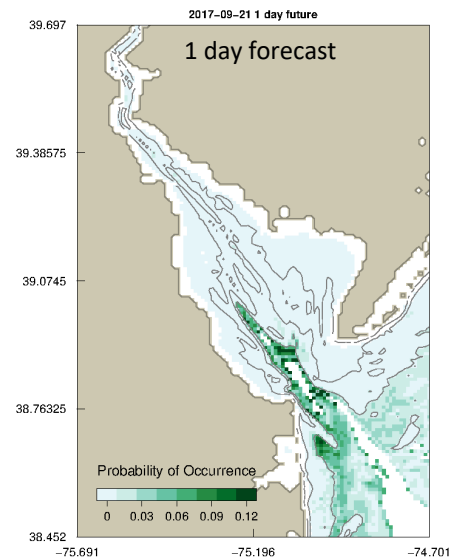 2017−09−21 1 day future
1 day forecast
39.697
39.38575
39.0745
38.76325
38.452
Probability of Occurrence
0 0.03 0.06 0.09 0.12
−75.691 −75.196 −74.701